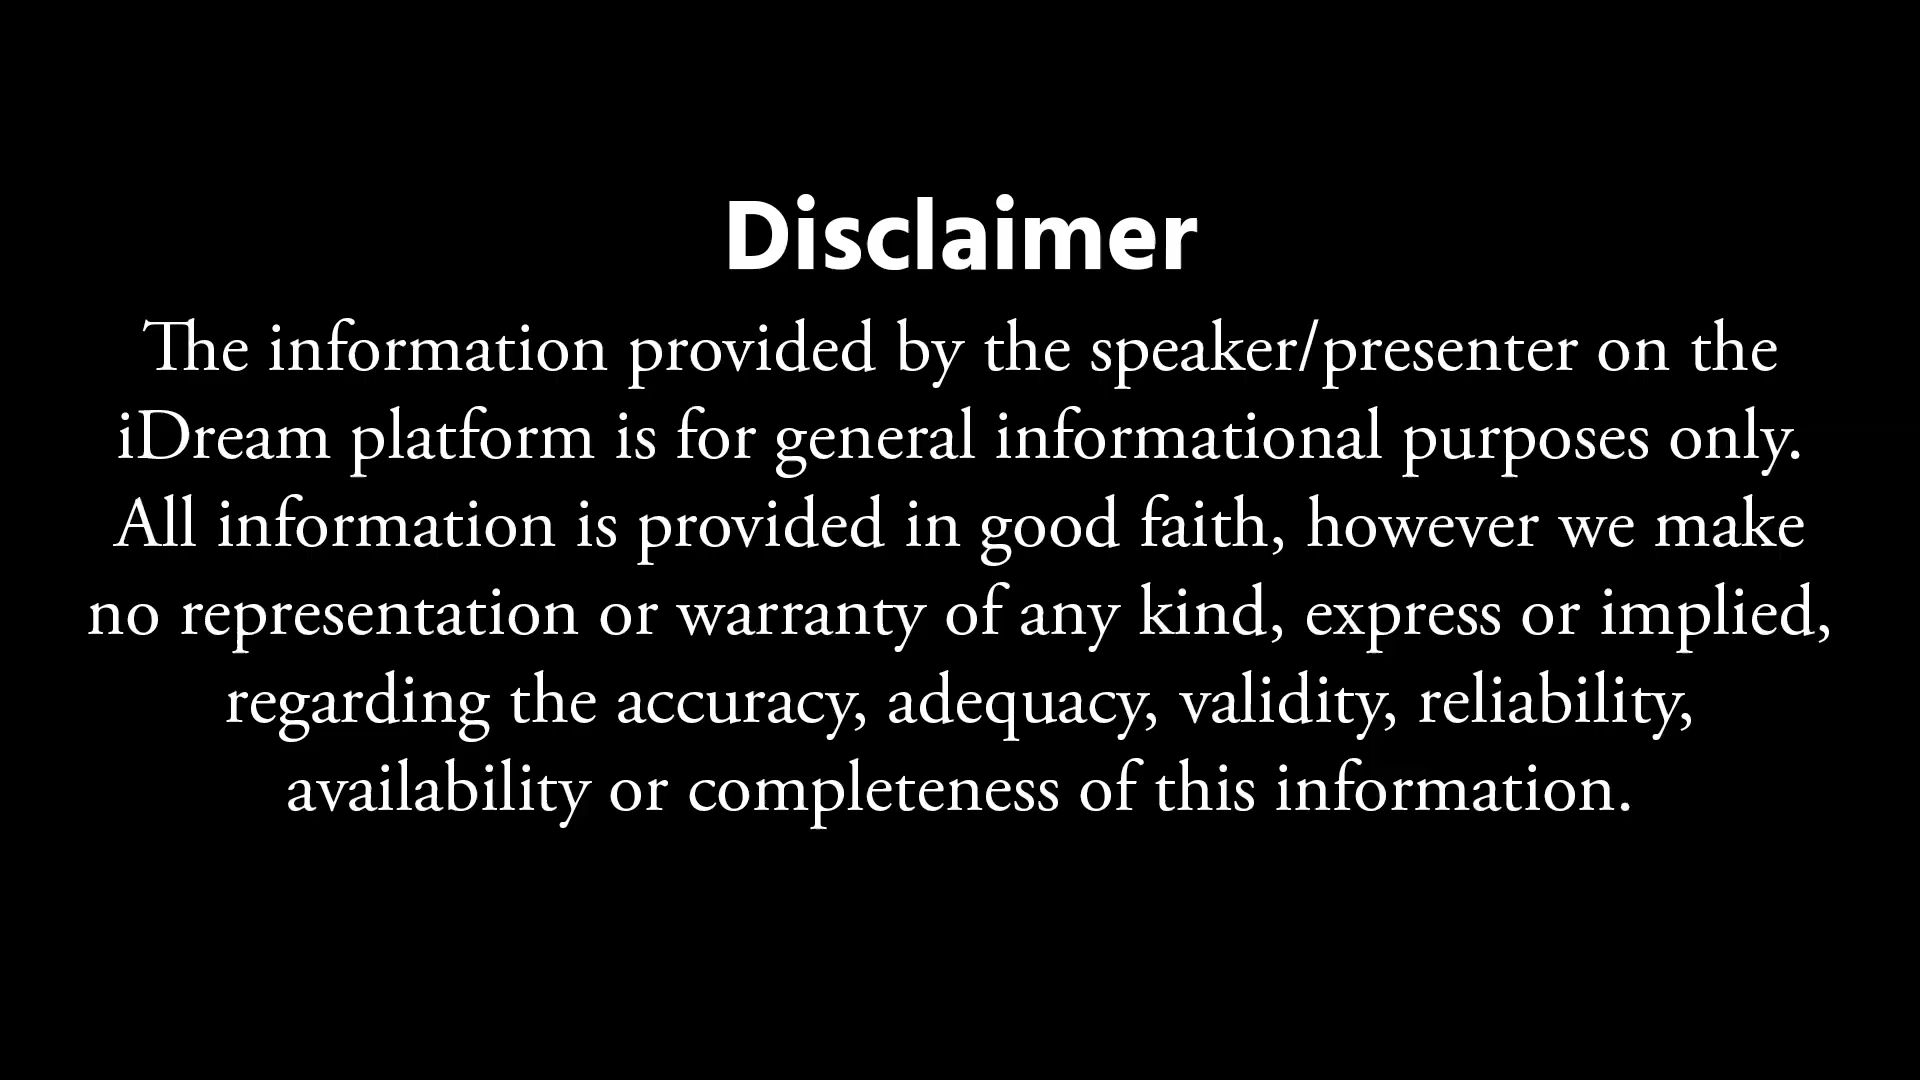 Disclaimer
The information provided by the speaker/presenter on the
iDream platform is for general informational purposes only.
All information is provided in good faith, however we make
no representation or warranty of any kind, express or implied,
regarding the accuracy, adequacy, validity, reliability,
availability or completeness of this information.